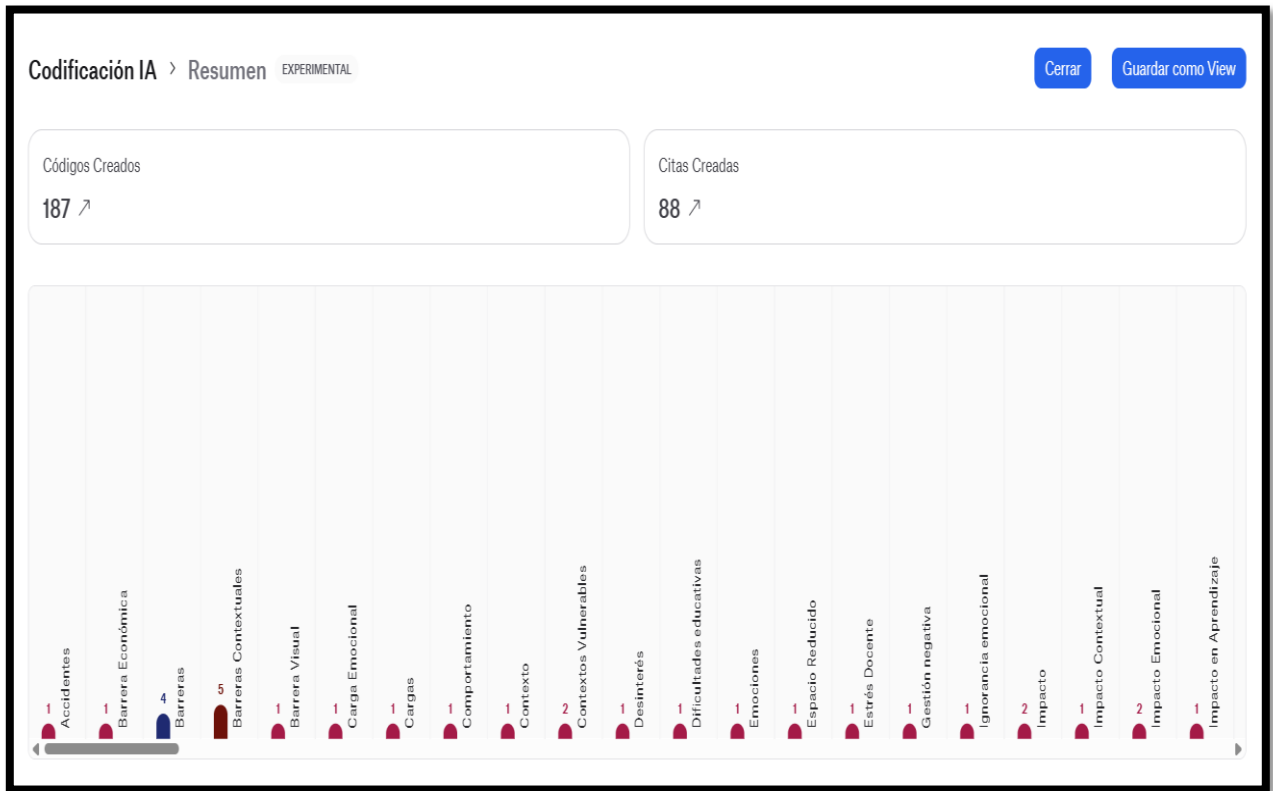 Codificación IA > Resumen EXPERIMENTAL
Cerrar
Guardar como View
Códigos Creados
187 ↗
Citas Creadas
88 ↗
1 Accidentes
1 Barrera Económica
4 Barreras
5 Barreras Contextuales
1 Barrera Visual
1 Carga Emocional
1 Cargas
1 Comportamiento
1 Contexto
2 Contextos Vulnerables
1 Desinterés
1 Dificultades educativas
1 Emociones
1 Espacio Reducido
1 Estrés Docente
1 Gestión negativa
1 Ignorancia emocional
2 Impacto
1 Impacto Contextual
2 Impacto Emocional
1 Impacto en Aprendizaje